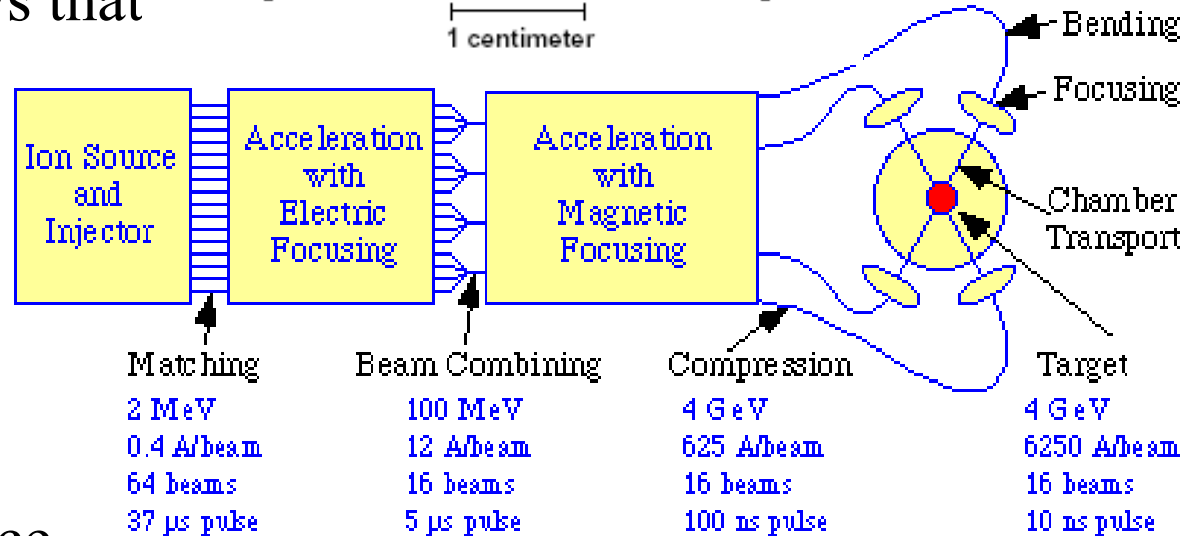 that
1 centimeter
Bending
Focusing
Ion Source
and
Injector
Acceleration
with
Electric
Focusing
Acceleration
with
Magnetic
Focusing
Chamber
Transport
Matching
2 MeV
0.4 A/beam
64 beams
37 µs pulse
Beam Combining
100 MeV
12 A/beam
16 beams
5 µs pulse
Compression
4 GeV
625 A/beam
16 beams
100 ns pulse
Target
4 GeV
6250 A/beam
16 beams
10 ns pulse